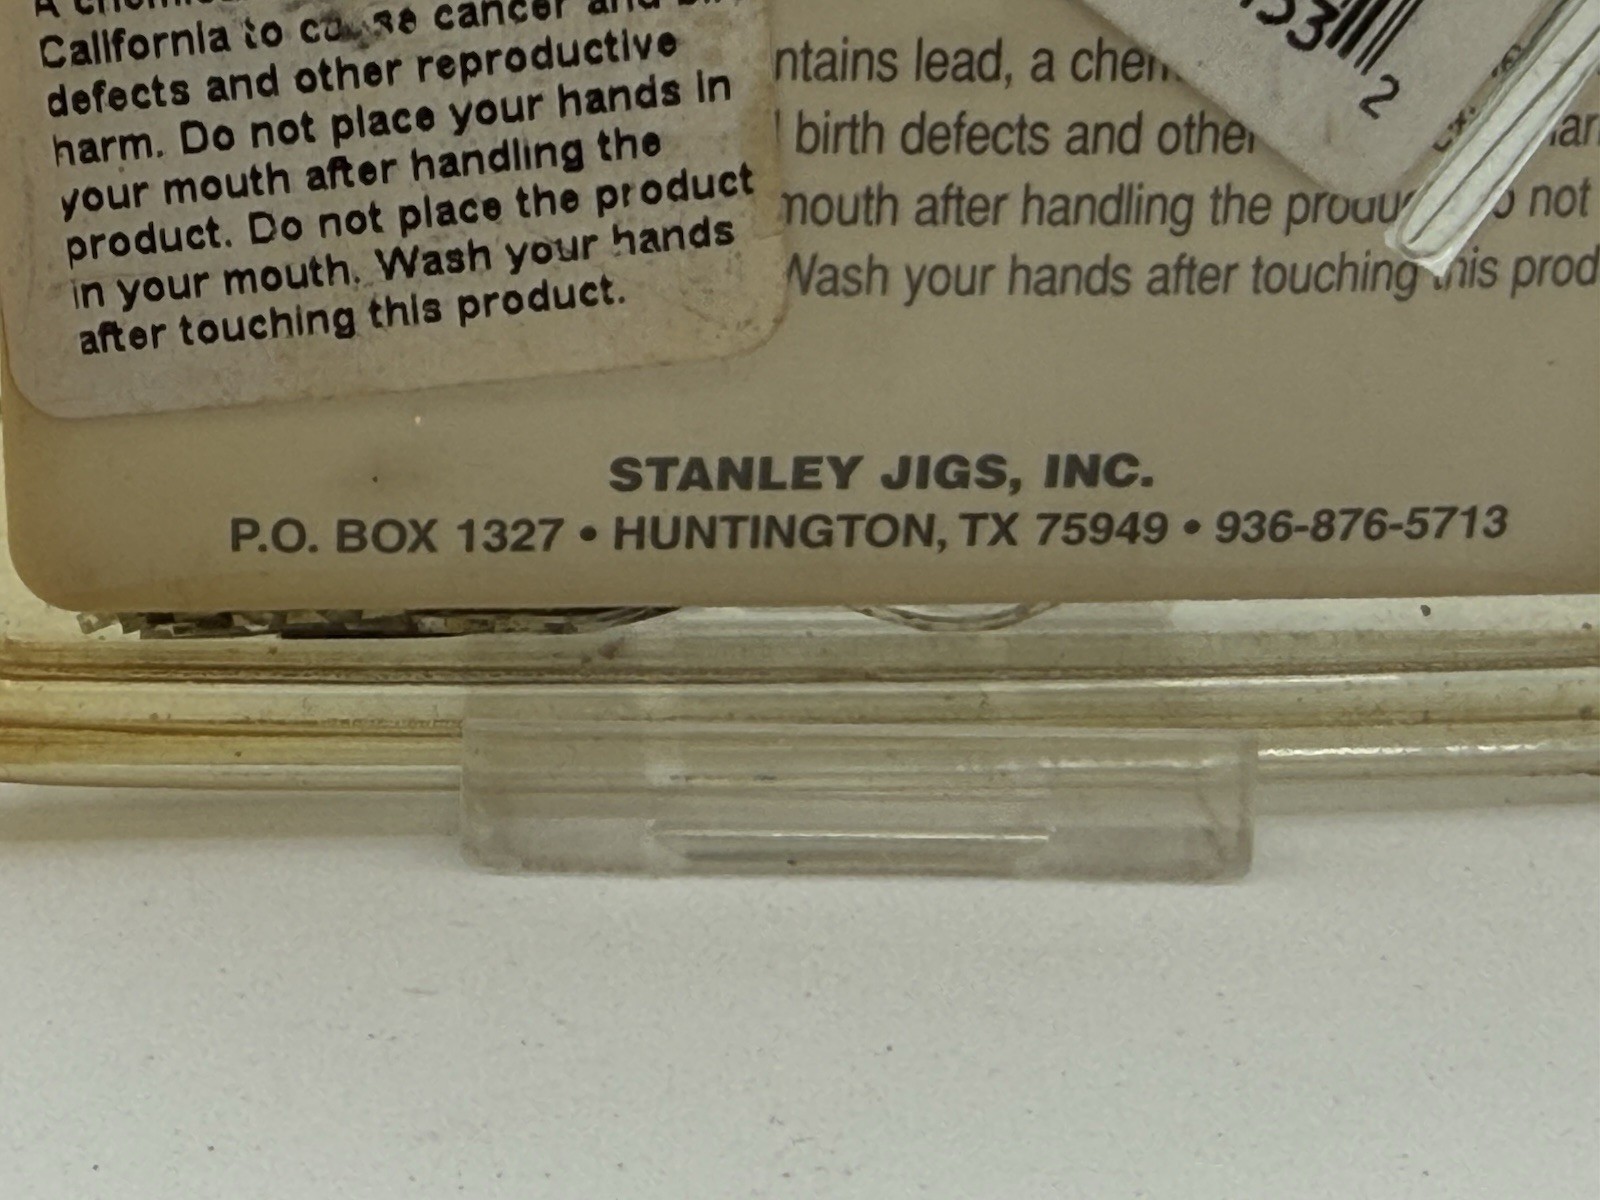 California to cause cancer and
defects and other reproductive
harm. Do not place your hands in
your mouth after handling the
product. Do not place the product
in your mouth. Wash your hands
after touching this product.
ntains lead, a chem
birth defects and other
mouth after handling the produc not
Wash your hands after touching this prod
2
STANLEY JIGS, INC.
P.O. BOX 1327 • HUNTINGTON, TX 75949 • 936-876-5713